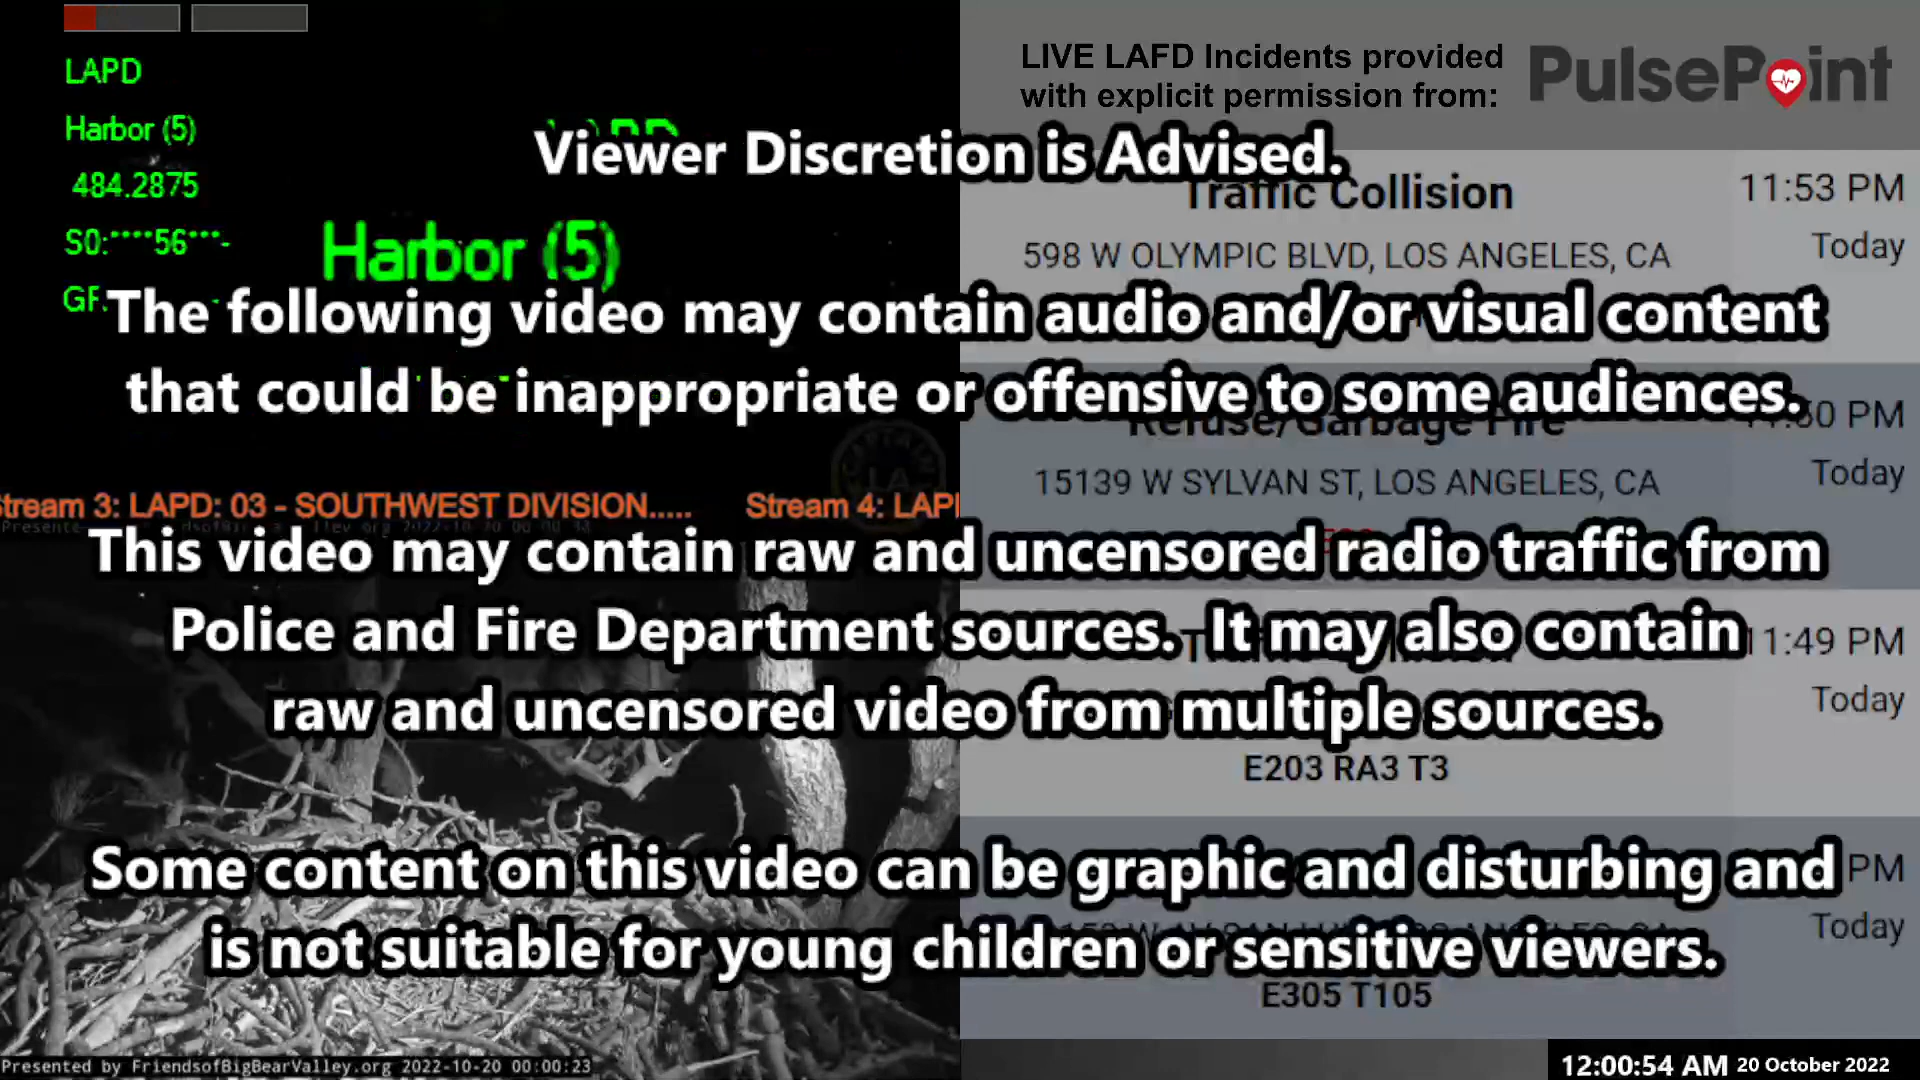 LAPD
Harbor (5)
484.2875
S0:****56***-
GF:
Harbor (5)
LIVE LAFD Incidents provided
with explicit permission from:
PulsePoint
Viewer Discretion is Advised.
Traffic Collision
11:53 PM
598 W OLYMPIC BLVD, LOS ANGELES, CA
Today
The following video may contain audio and/or visual content
that could be inappropriate or offensive to some audiences.
Refuse/Garbage Fire
PM
15139 W SYLVAN ST, LOS ANGELES, CA
Today
Stream 3: LAPD: 03 - SOUTHWEST DIVISION..... Stream 4:
This video may contain raw and uncensored radio traffic from
Police and Fire Department sources. It may also contain
raw and uncensored video from multiple sources.
11:49 PM
Today
E203 RA3 T3
Some content on this video can be graphic and disturbing and
is not suitable for young children or sensitive viewers.
PM
Today
E305 T105
Presented by FriendsofBigBearValley.org 2022-10-20 00:00:23
12:00:54 AM 20 October 2022